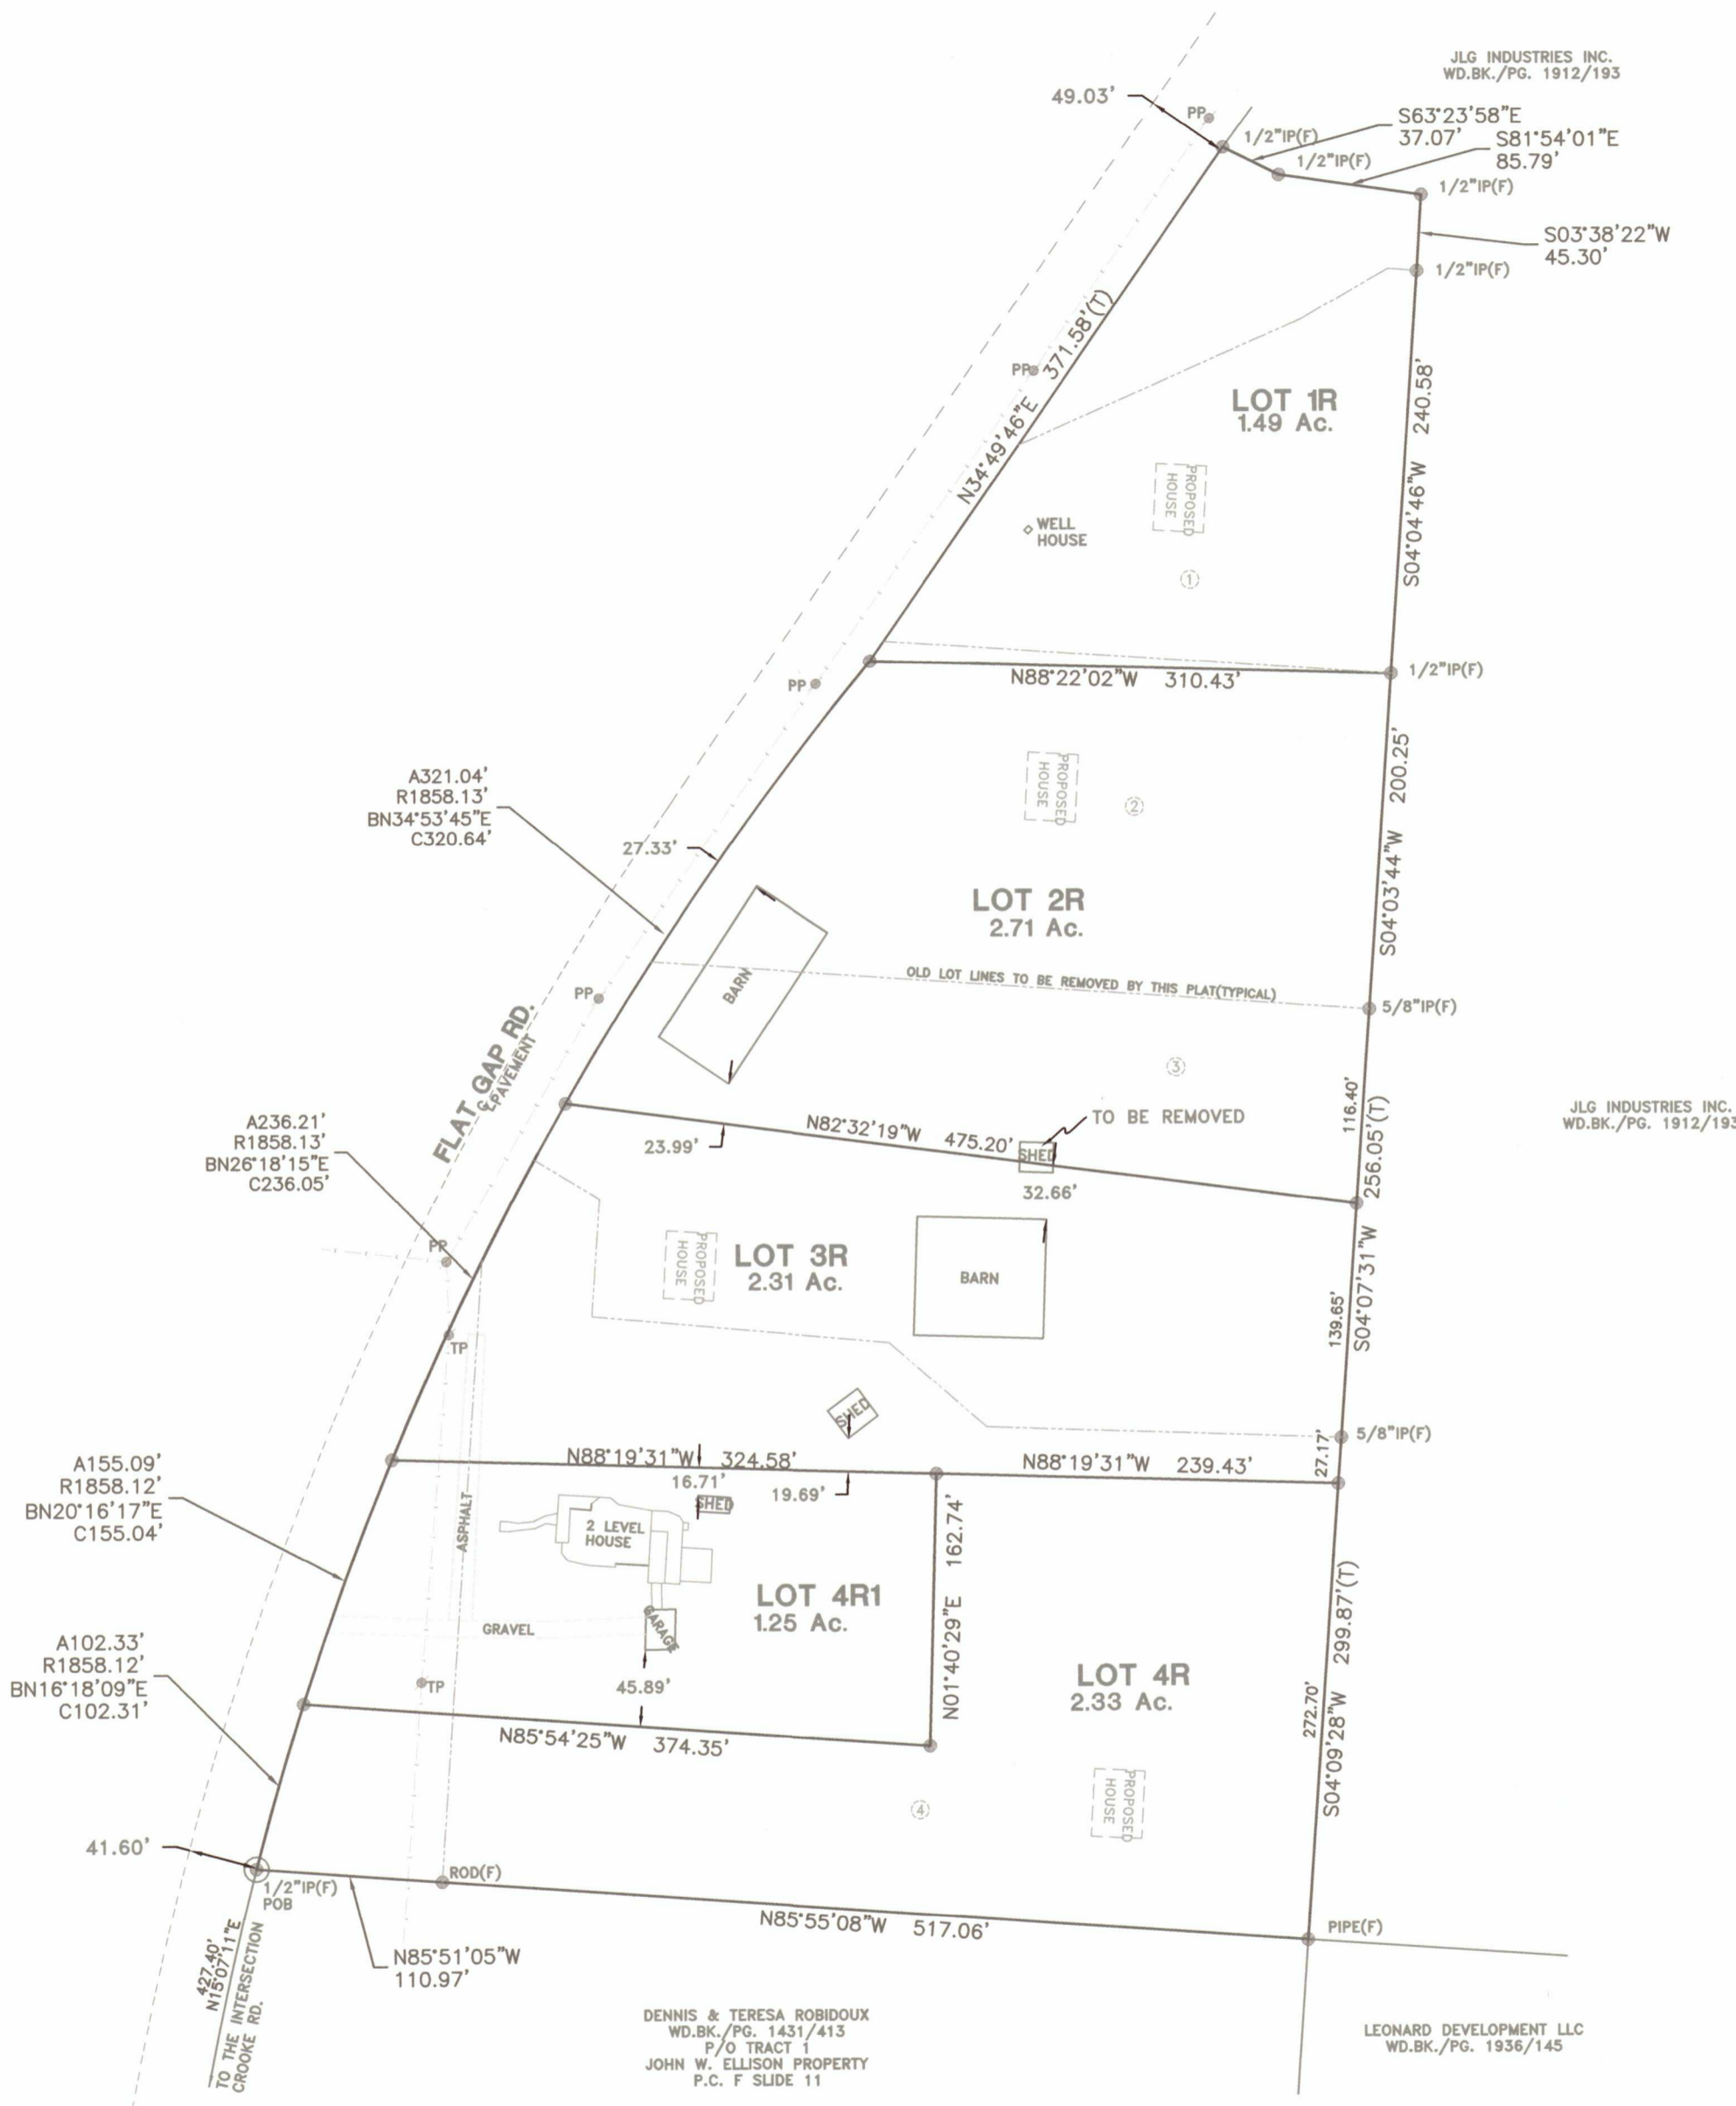 JLG INDUSTRIES INC.
WD.BK./PG. 1912/193
49.03'
PP
1/2"IP(F)
S63°23'58"E
37.07'
1/2"IP(F)
S81°54'01"E
85.79'
1/2"IP(F)
S03°38'22"W
45.30'
1/2"IP(F)
PP
N34°49'46"E 371.58'(T)
LOT 1R
1.49 Ac.
S04°04'46"W 240.58'
PROPOSED
HOUSE
WELL
HOUSE
1
1/2"IP(F)
N88°22'02"W 310.43'
PP
A321.04'
R1858.13'
BN34°53'45"E
C320.64'
27.33'
PROPOSED
HOUSE
2
S04°03'44"W 200.25'
LOT 2R
2.71 Ac.
BARN
OLD LOT LINES TO BE REMOVED BY THIS PLAT(TYPICAL)
5/8"IP(F)
PP
FLAT GAP RD.
℄PAVEMENT
3
116.40'
256.05'(T)
JLG INDUSTRIES INC.
WD.BK./PG. 1912/193
A236.21'
R1858.13'
BN26°18'15"E
C236.05'
TO BE REMOVED
N82°32'19"W 475.20'
23.99'
SHED
32.66'
PP
PROPOSED
HOUSE
LOT 3R
2.31 Ac.
BARN
S04°07'31"W
139.65'
TP
SHED
5/8"IP(F)
27.17'
A155.09'
R1858.12'
BN20°16'17"E
C155.04'
N88°19'31"W 324.58'
N88°19'31"W 239.43'
16.71'
19.69'
ASPHALT
2 LEVEL
HOUSE
SHED
N01°40'29"E 162.74'
LOT 4R1
1.25 Ac.
GARAGE
GRAVEL
S04°09'28"W 299.87'(T)
A102.33'
R1858.12'
BN16°18'09"E
C102.31'
TP
45.89'
LOT 4R
2.33 Ac.
272.70'
N85°54'25"W 374.35'
PROPOSED
HOUSE
4
41.60'
1/2"IP(F)
POB
ROD(F)
N85°55'08"W 517.06'
PIPE(F)
N85°51'05"W
110.97'
427.40'
N15°07'11"E
TO THE INTERSECTION
CROOKE RD.
DENNIS & TERESA ROBIDOUX
WD.BK./PG. 1431/413
P/O TRACT 1
JOHN W. ELLISON PROPERTY
P.C. F SLIDE 11
LEONARD DEVELOPMENT LLC
WD.BK./PG. 1936/145